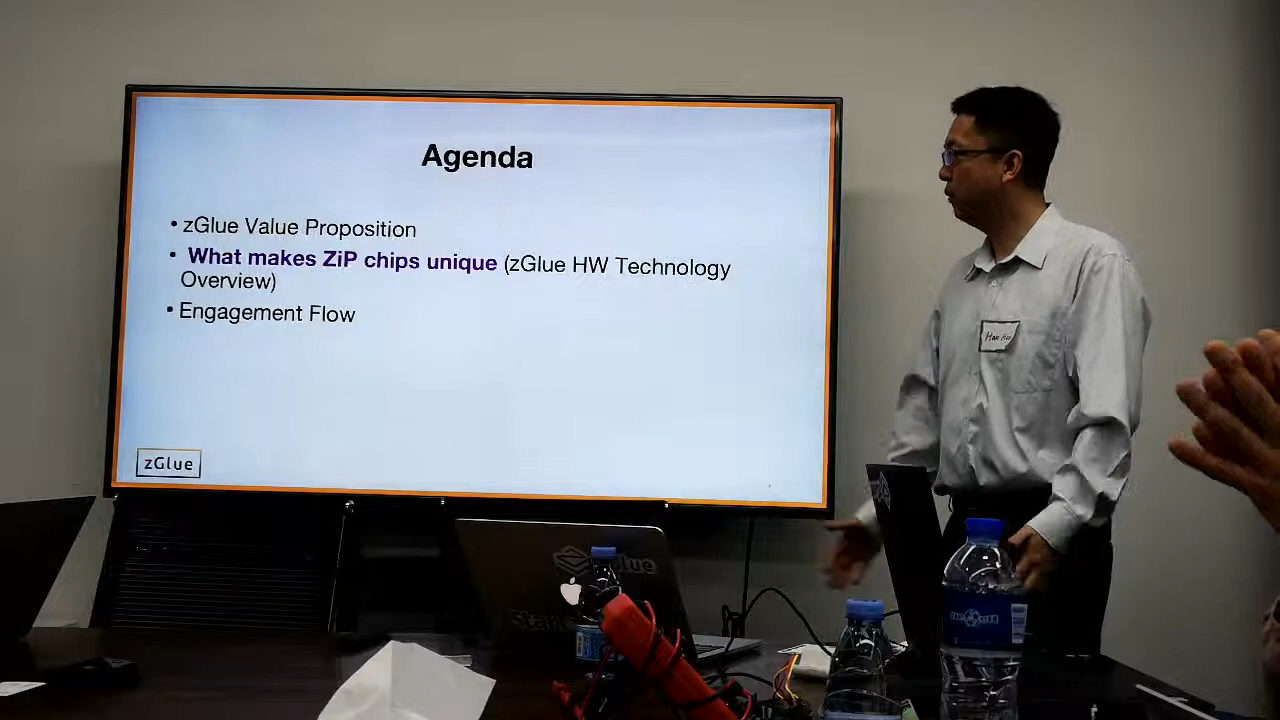 Agenda
• zGlue Value Proposition
• What makes ZiP chips unique (zGlue HW Technology
Overview)
• Engagement Flow
zGlue